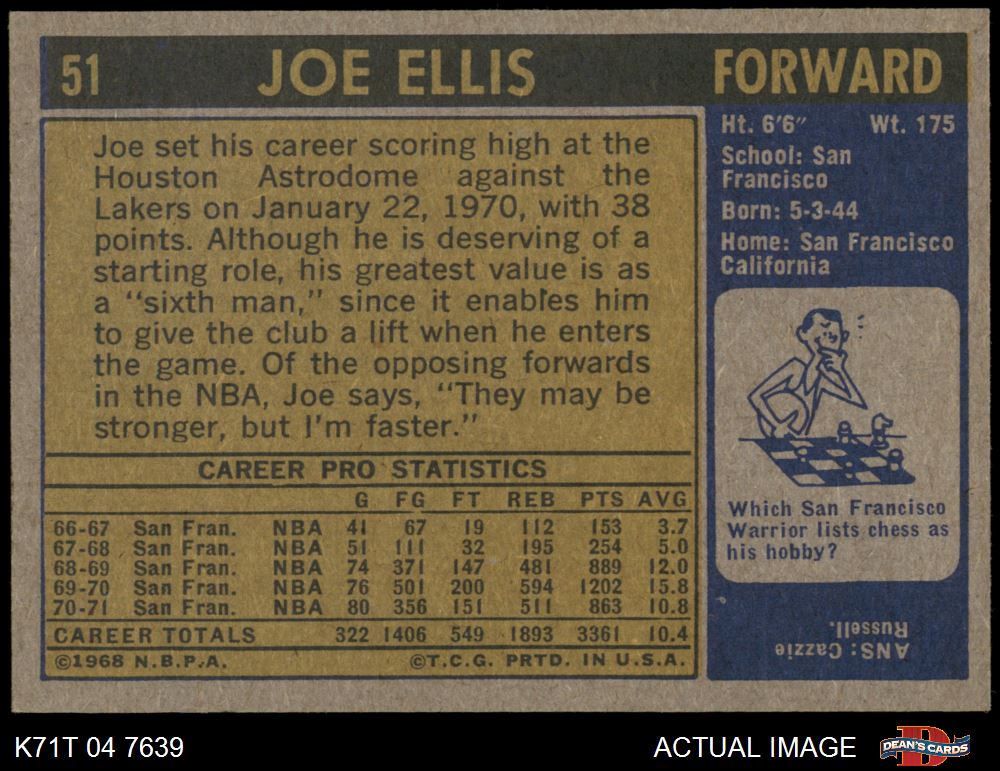 51 JOE ELLIS FORWARD
Joe set his career scoring high at the
Houston Astrodome against the
Lakers on January 22, 1970, with 38
points. Although he is deserving of a
starting role, his greatest value is as
a "sixth man," since it enables him
to give the club a lift when he enters
the game. Of the opposing forwards
in the NBA, Joe says, "They may be
stronger, but I'm faster."
CAREER PRO STATISTICS
G FG FT REB PTS AVG
66-67 San Fran. NBA 41 67 19 112 153 3.7
67-68 San Fran. NBA 51 111 32 195 254 5.0
68-69 San Fran. NBA 74 371 147 481 889 12.0
69-70 San Fran. NBA 76 501 200 594 1202 15.8
70-71 San Fran. NBA 80 356 151 511 863 10.8
CAREER TOTALS 322 1406 549 1893 3361 10.4
©1968 N.B.P.A. ©T.C.G. PRTD. IN U.S.A.
Ht. 6'6" Wt. 175
School: San
Francisco
Born: 5-3-44
Home: San Francisco
California
Which San Francisco
Warrior lists chess as
his hobby?
ANS: Cazzie
Russell.
K71T 04 7639 ACTUAL IMAGE DEAN'S CARDS